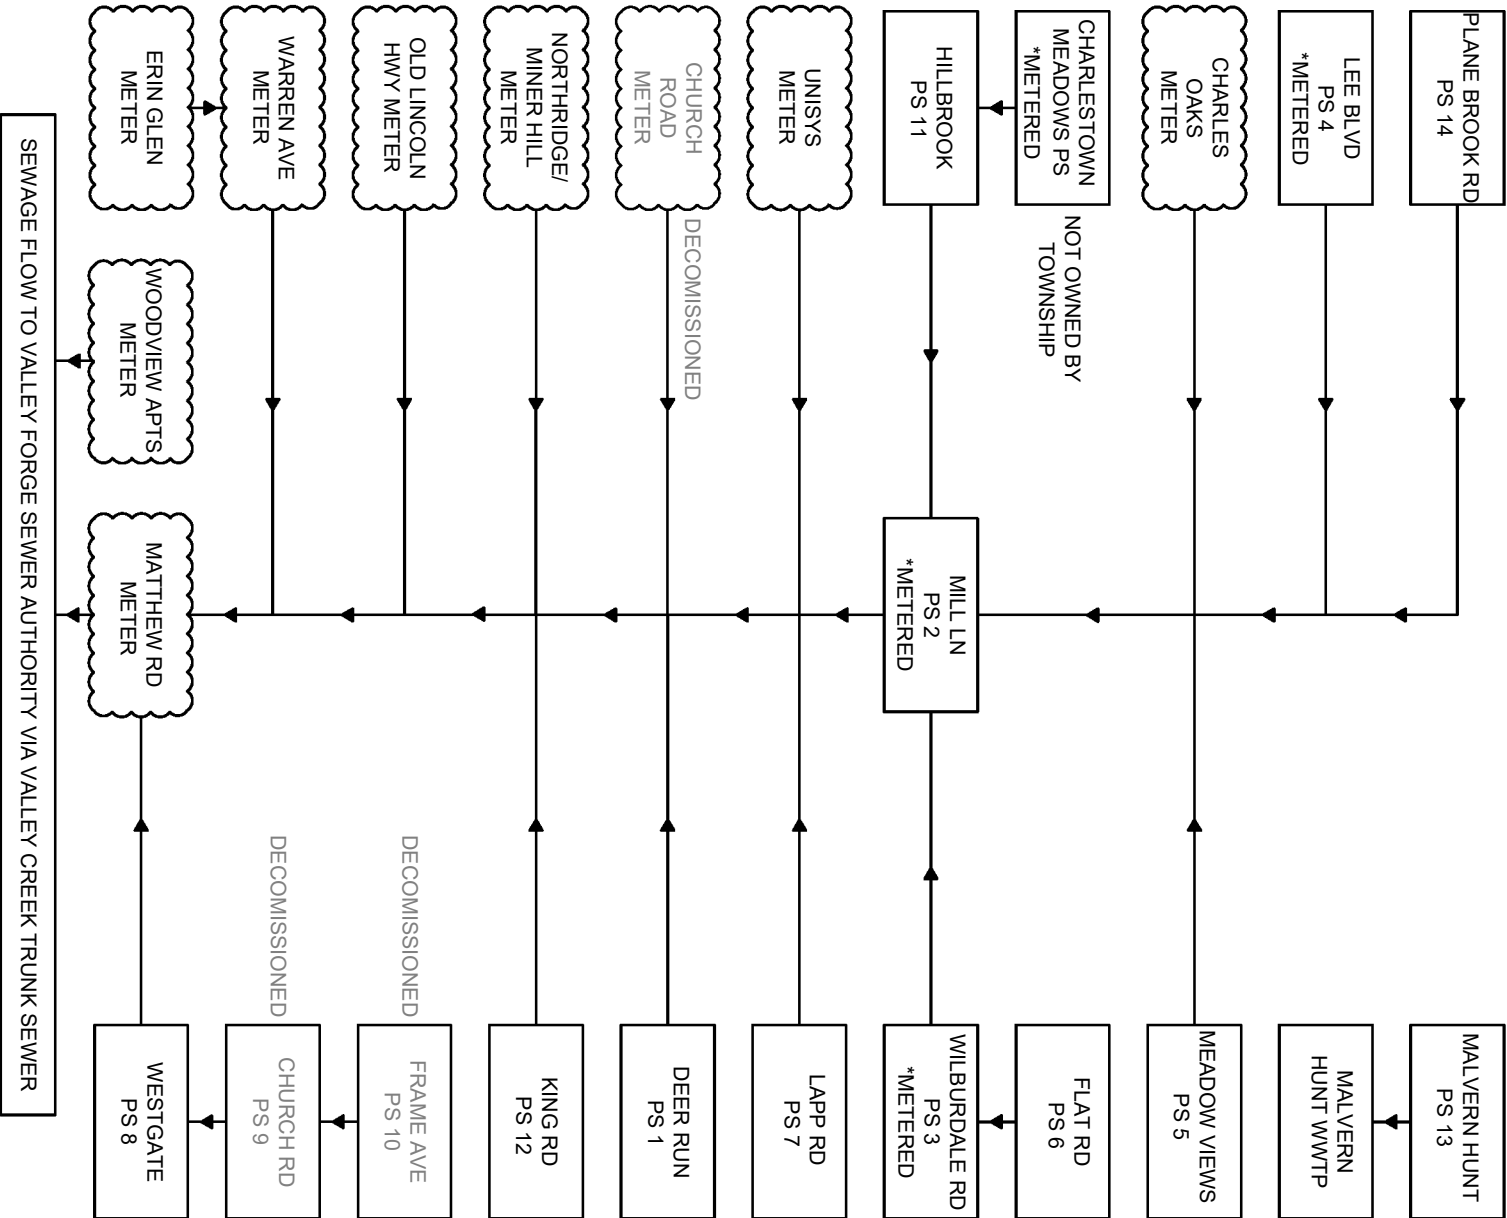 PLANE BROOK RD
PS 14
LEE BLVD
PS 4
*METERED
CHARLES
OAKS
METER
CHARLESTOWN
MEADOWS PS
*METERED
NOT OWNED BY
TOWNSHIP
HILLBROOK
PS 11
UNISYS
METER
CHURCH
ROAD
METER
DECOMISSIONED
NORTHRIDGE/
MINER HILL
METER
OLD LINCOLN
HWY METER
WARREN AVE
METER
ERIN GLEN
METER
WOODVIEW APTS
METER
MILL LN
PS 2
*METERED
MATTHEW RD
METER
MALVERN HUNT
PS 13
MALVERN
HUNT WWTP
MEADOW VIEWS
PS 5
FLAT RD
PS 6
WILBURDALE RD
PS 3
*METERED
LAPP RD
PS 7
DEER RUN
PS 1
KING RD
PS 12
DECOMISSIONED
FRAME AVE
PS 10
DECOMISSIONED
CHURCH RD
PS 9
WESTGATE
PS 8
SEWAGE FLOW TO VALLEY FORGE SEWER AUTHORITY VIA VALLEY CREEK TRUNK SEWER